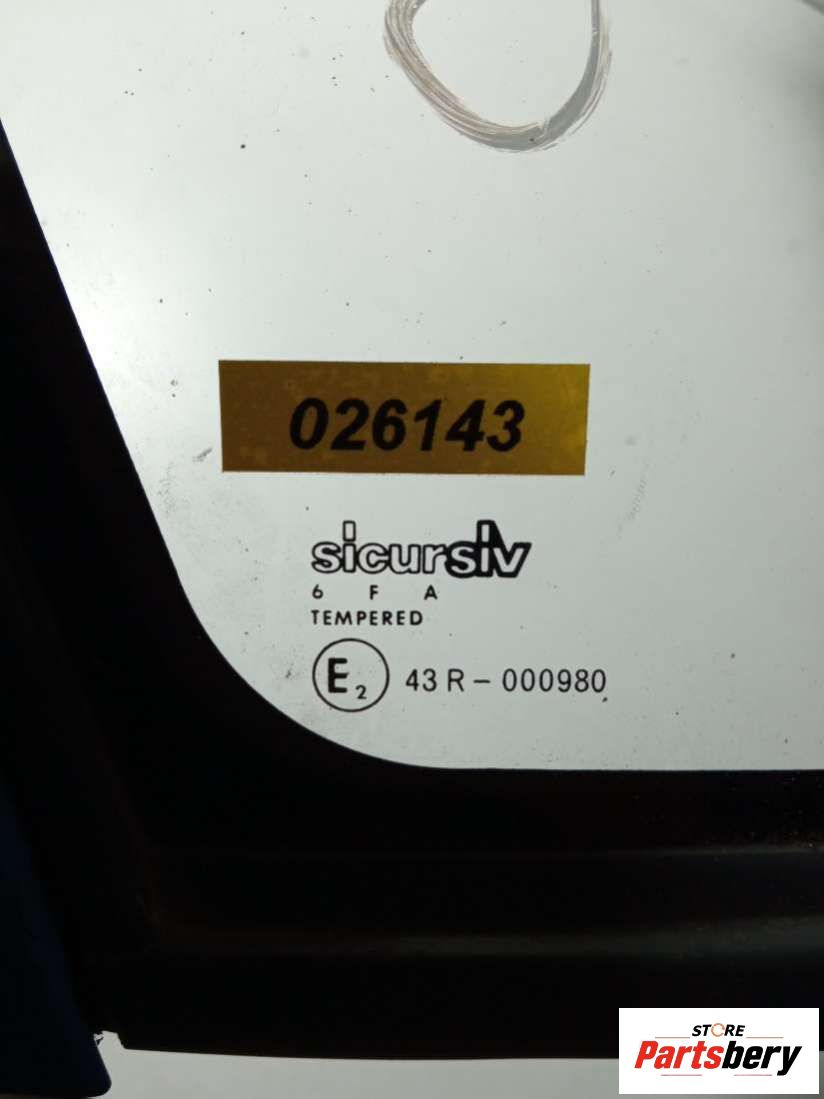 026143
sicursiv
6 F A
TEMPERED
E2 43 R - 000980
STORE
Partsbery